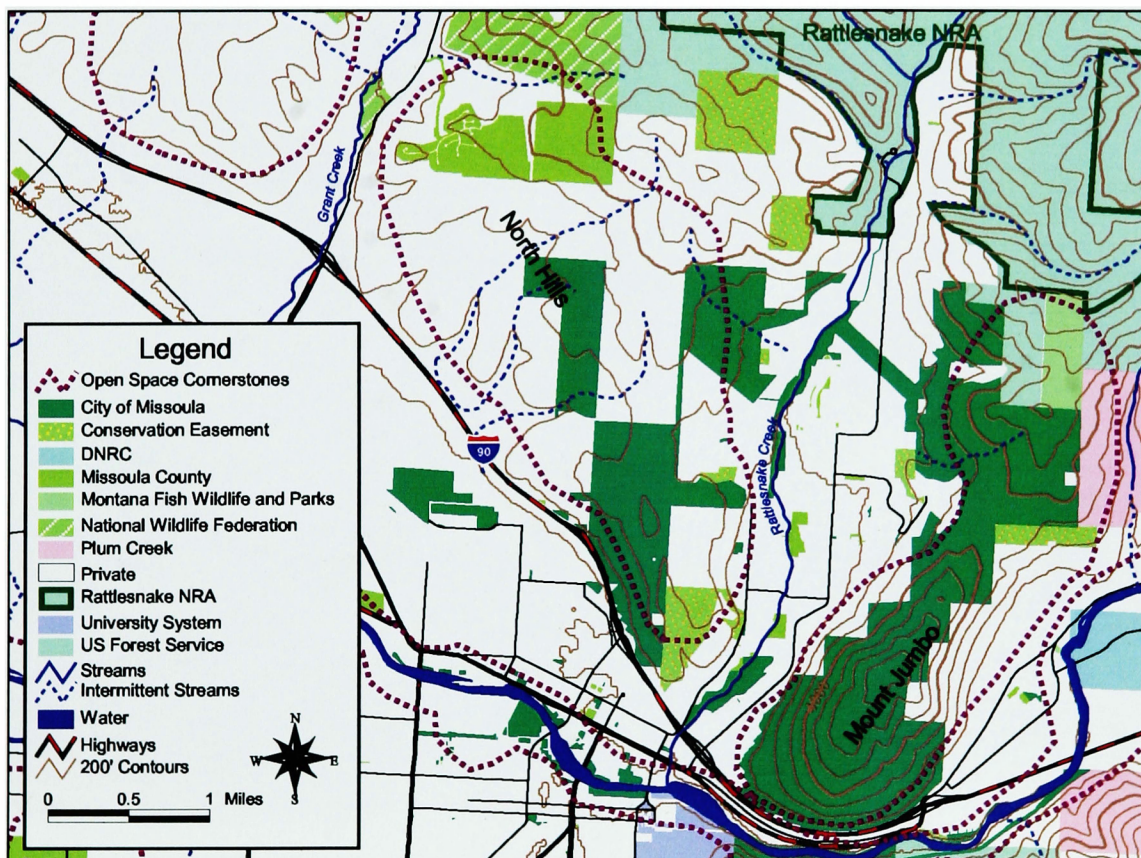 Rattlesnake NRA
Grant Creek
North Hills
Legend
Open Space Cornerstones
City of Missoula
Conservation Easement
DNRC
Missoula County
Montana Fish Wildlife and Parks
National Wildlife Federation
Plum Creek
Private
Rattlesnake NRA
University System
US Forest Service
Streams
Intermittent Streams
Water
Highways
200' Contours
N
W
E
S
0 0.5 1 Miles
90
Rattlesnake Creek
Mount Jumbo